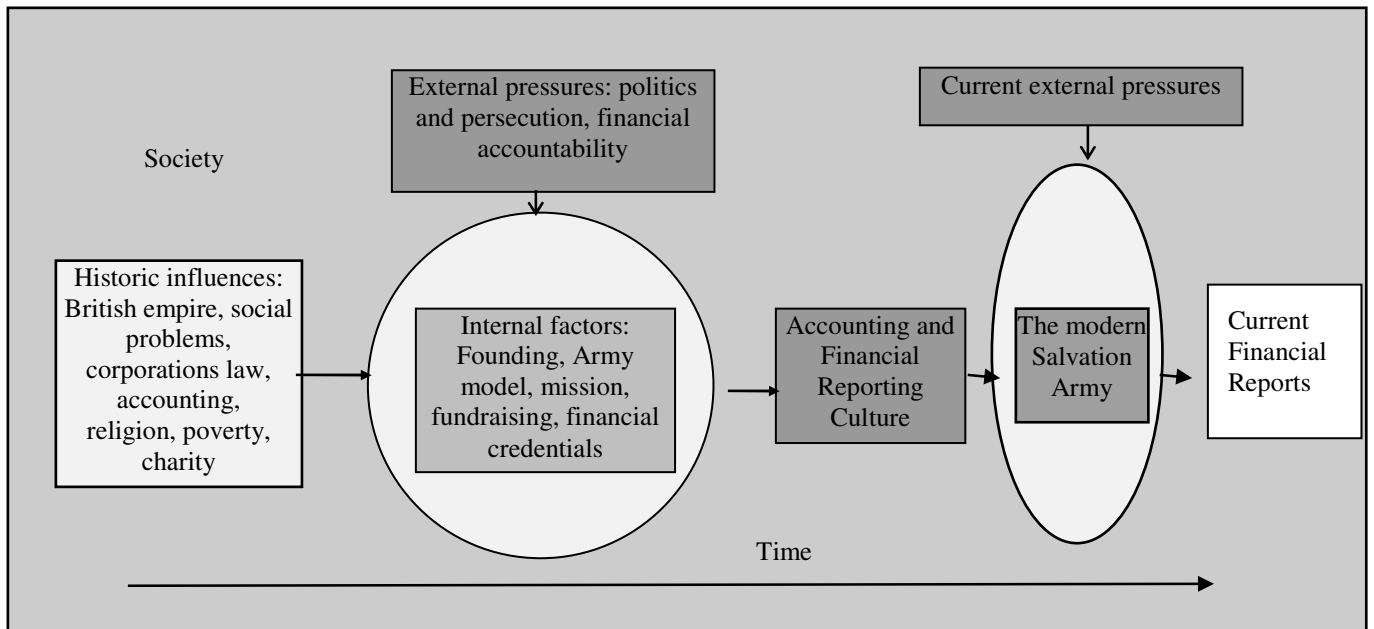 External pressures: politics
and persecution, financial
accountability
Current external pressures
Society
Historic influences:
British empire, social
problems,
corporations law,
accounting,
religion, poverty,
charity
Internal factors:
Founding, Army
model, mission,
fundraising, financial
credentials
Accounting and
Financial
Reporting
Culture
The modern
Salvation
Army
Current
Financial
Reports
Time